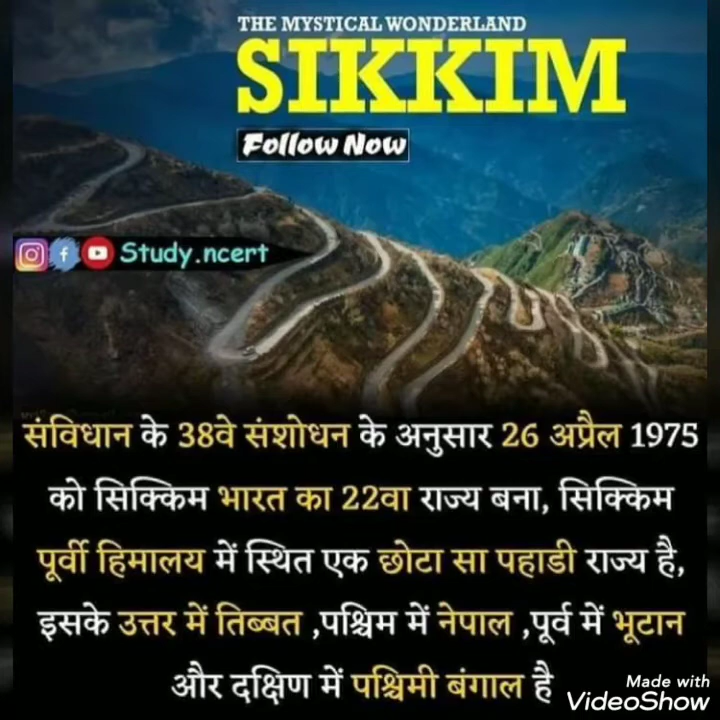 THE MYSTICAL WONDERLAND
SIKKIM
Follow Now
Study.ncert
संविधान के 38वे संशोधन के अनुसार 26 अप्रैल 1975
को सिक्किम भारत का 22वा राज्य बना, सिक्किम
पूर्वी हिमालय में स्थित एक छोटा सा पहाडी राज्य है,
इसके उत्तर में तिब्बत ,पश्चिम में नेपाल ,पूर्व में भूटान
और दक्षिण में पश्चिमी बंगाल है
Made with
VideoShow